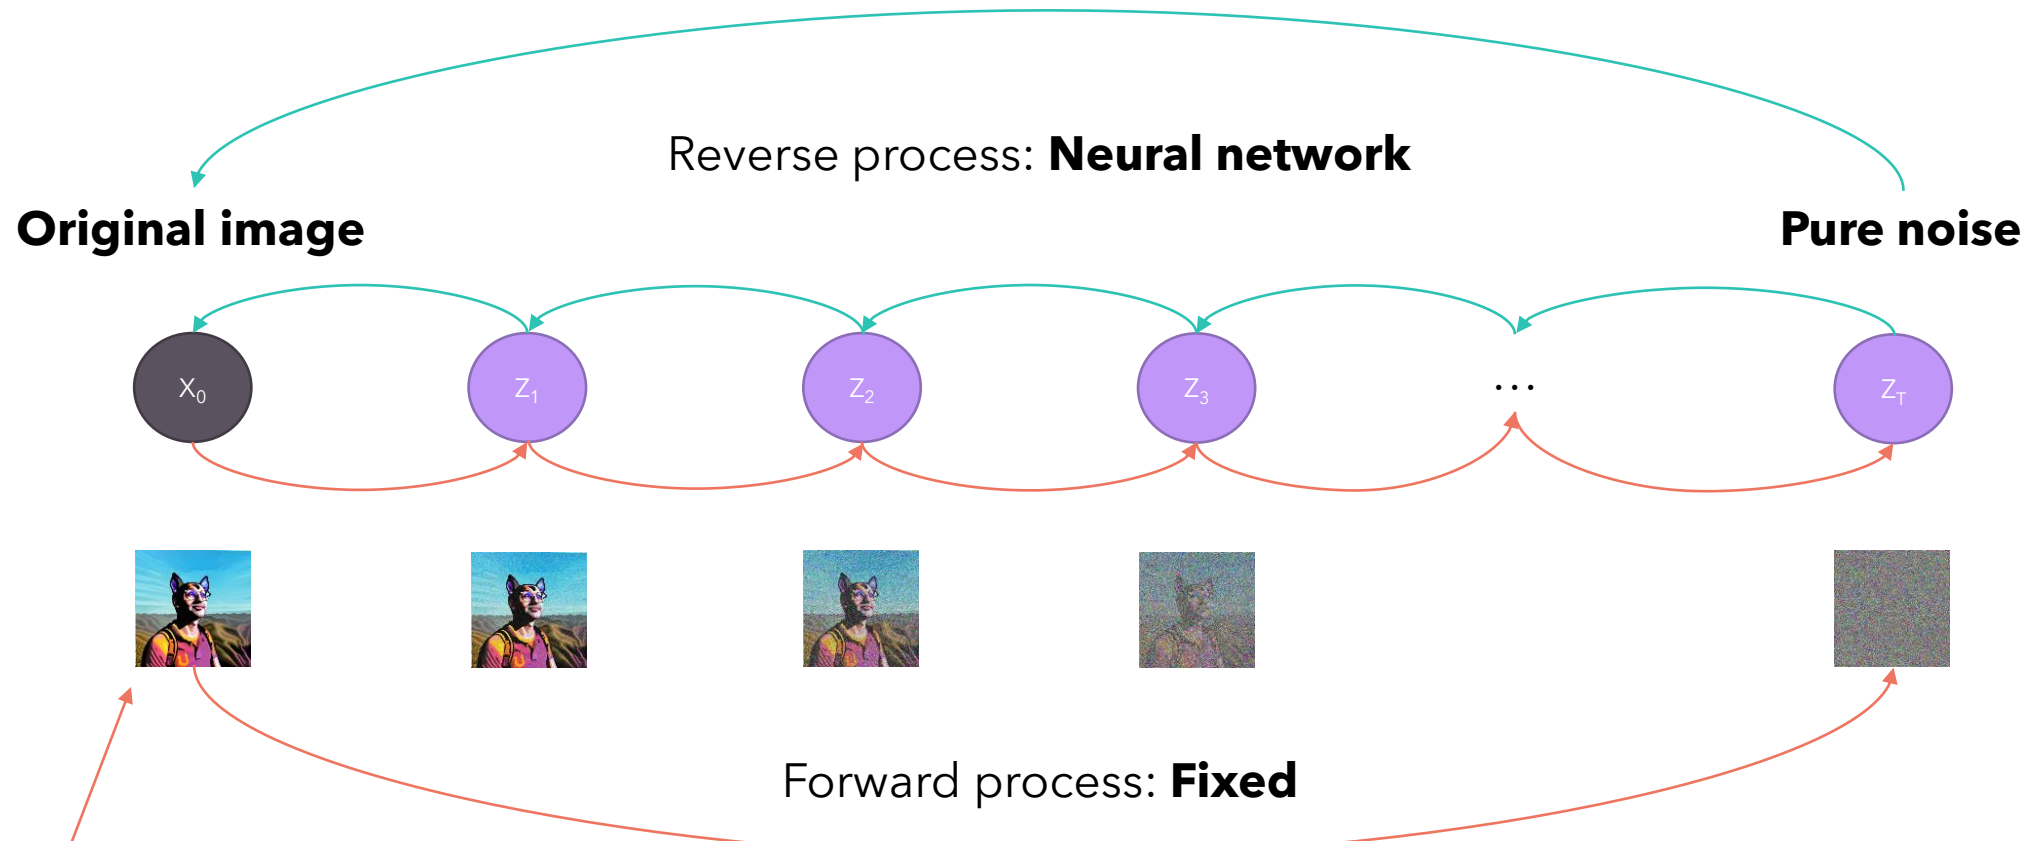 Reverse process: Neural network
Original image
Pure noise
X0
Z1
Z2
Z3
...
ZT
Forward process: Fixed